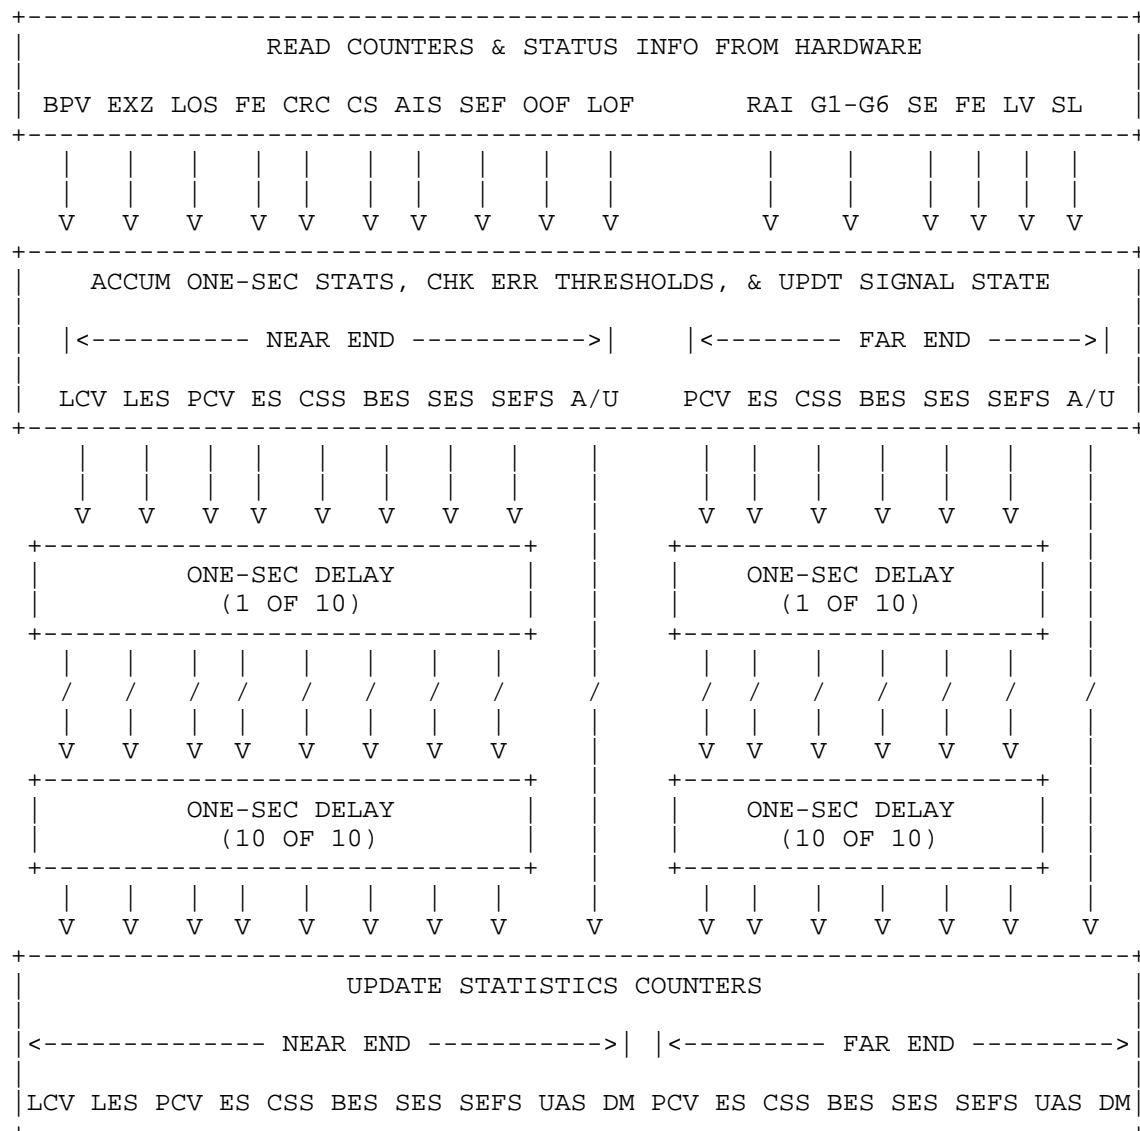 READ COUNTERS & STATUS INFO FROM HARDWARE
BPV EXZ LOS FE CRC CS AIS SEF OOF LOF RAI G1-G6 SE FE LV SL
V V V V V V V V V V V V V V V V
ACCUM ONE-SEC STATS, CHK ERR THRESHOLDS, & UPDT SIGNAL STATE
|<---------- NEAR END ----------->| |<-------- FAR END ------>|
LCV LES PCV ES CSS BES SES SEFS A/U PCV ES CSS BES SES SEFS A/U
V V V V V V V V V V V V V V
ONE-SEC DELAY ONE-SEC DELAY
(1 OF 10) (1 OF 10)
/ / / / / / / / / / / / / / / /
V V V V V V V V V V V V V V
ONE-SEC DELAY ONE-SEC DELAY
(10 OF 10) (10 OF 10)
V V V V V V V V V V V V V V V V
UPDATE STATISTICS COUNTERS
|<-------------- NEAR END ----------->| |<--------- FAR END --------->|
LCV LES PCV ES CSS BES SES SEFS UAS DM PCV ES CSS BES SES SEFS UAS DM